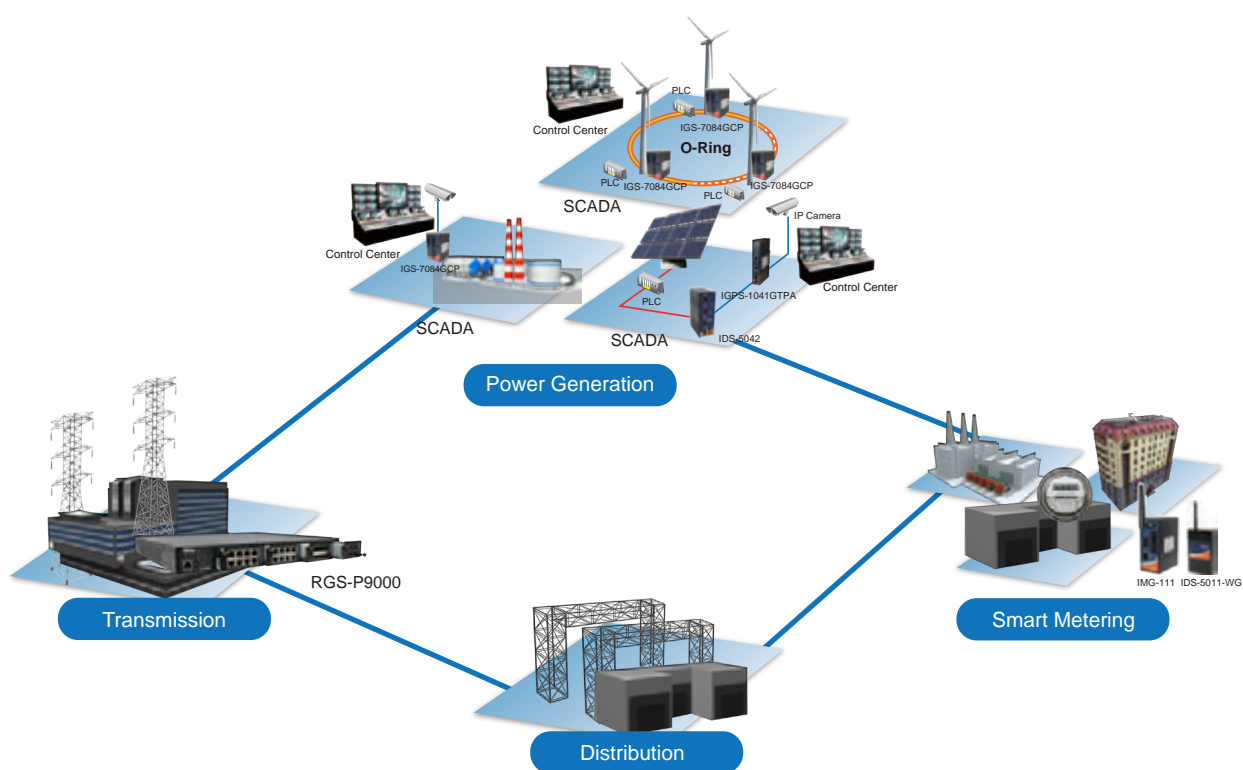 PLC
Control Center
IGS-7084GCP
O-Ring
PLC
IGS-7084GCP
PLC
IGS-7084GCP
SCADA
IP Camera
Control Center
IGS-7084GCP
PLC
IGPS-1041GTPA
Control Center
SCADA
SCADA
IDS-5042
Power Generation
RGS-P9000
IMG-111
IDS-5011-WG
Transmission
Smart Metering
Distribution